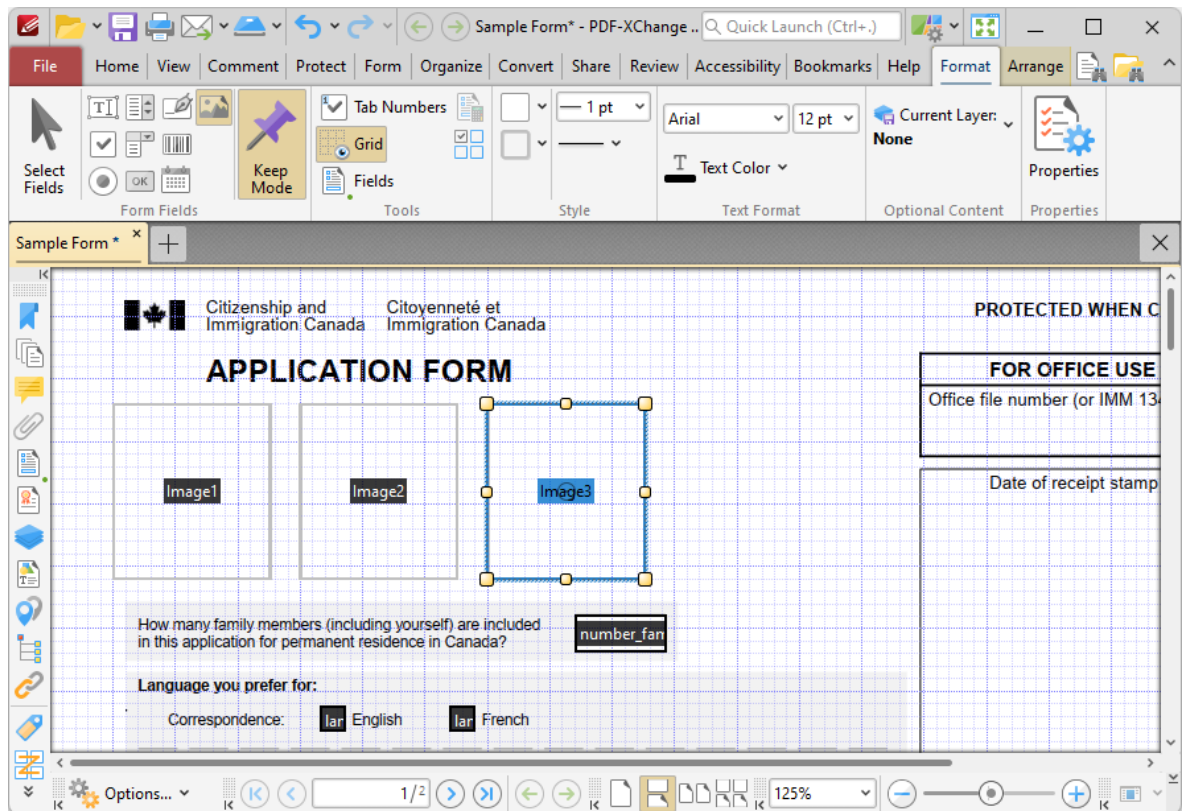 Sample Form* - PDF-XChange ..
Quick Launch (Ctrl+.)
File Home View Comment Protect Form Organize Convert Share Review Accessibility Bookmarks Help Format Arrange
Select Fields
OK
Keep Mode
Form Fields
Tab Numbers
Grid
Fields
Tools
1 pt
Style
Arial
12 pt
Text Color
Text Format
Current Layer:
None
Optional Content
Properties
Properties
Sample Form *
Citizenship and
Immigration Canada
Citoyenneté et
Immigration Canada
PROTECTED WHEN C
APPLICATION FORM
FOR OFFICE USE
Office file number (or IMM 134
Image1
Image2
Image3
Date of receipt stamp
How many family members (including yourself) are included
in this application for permanent residence in Canada?
number_fam
Language you prefer for:
Correspondence:
lar English
lar French
Options...
1/2
125%